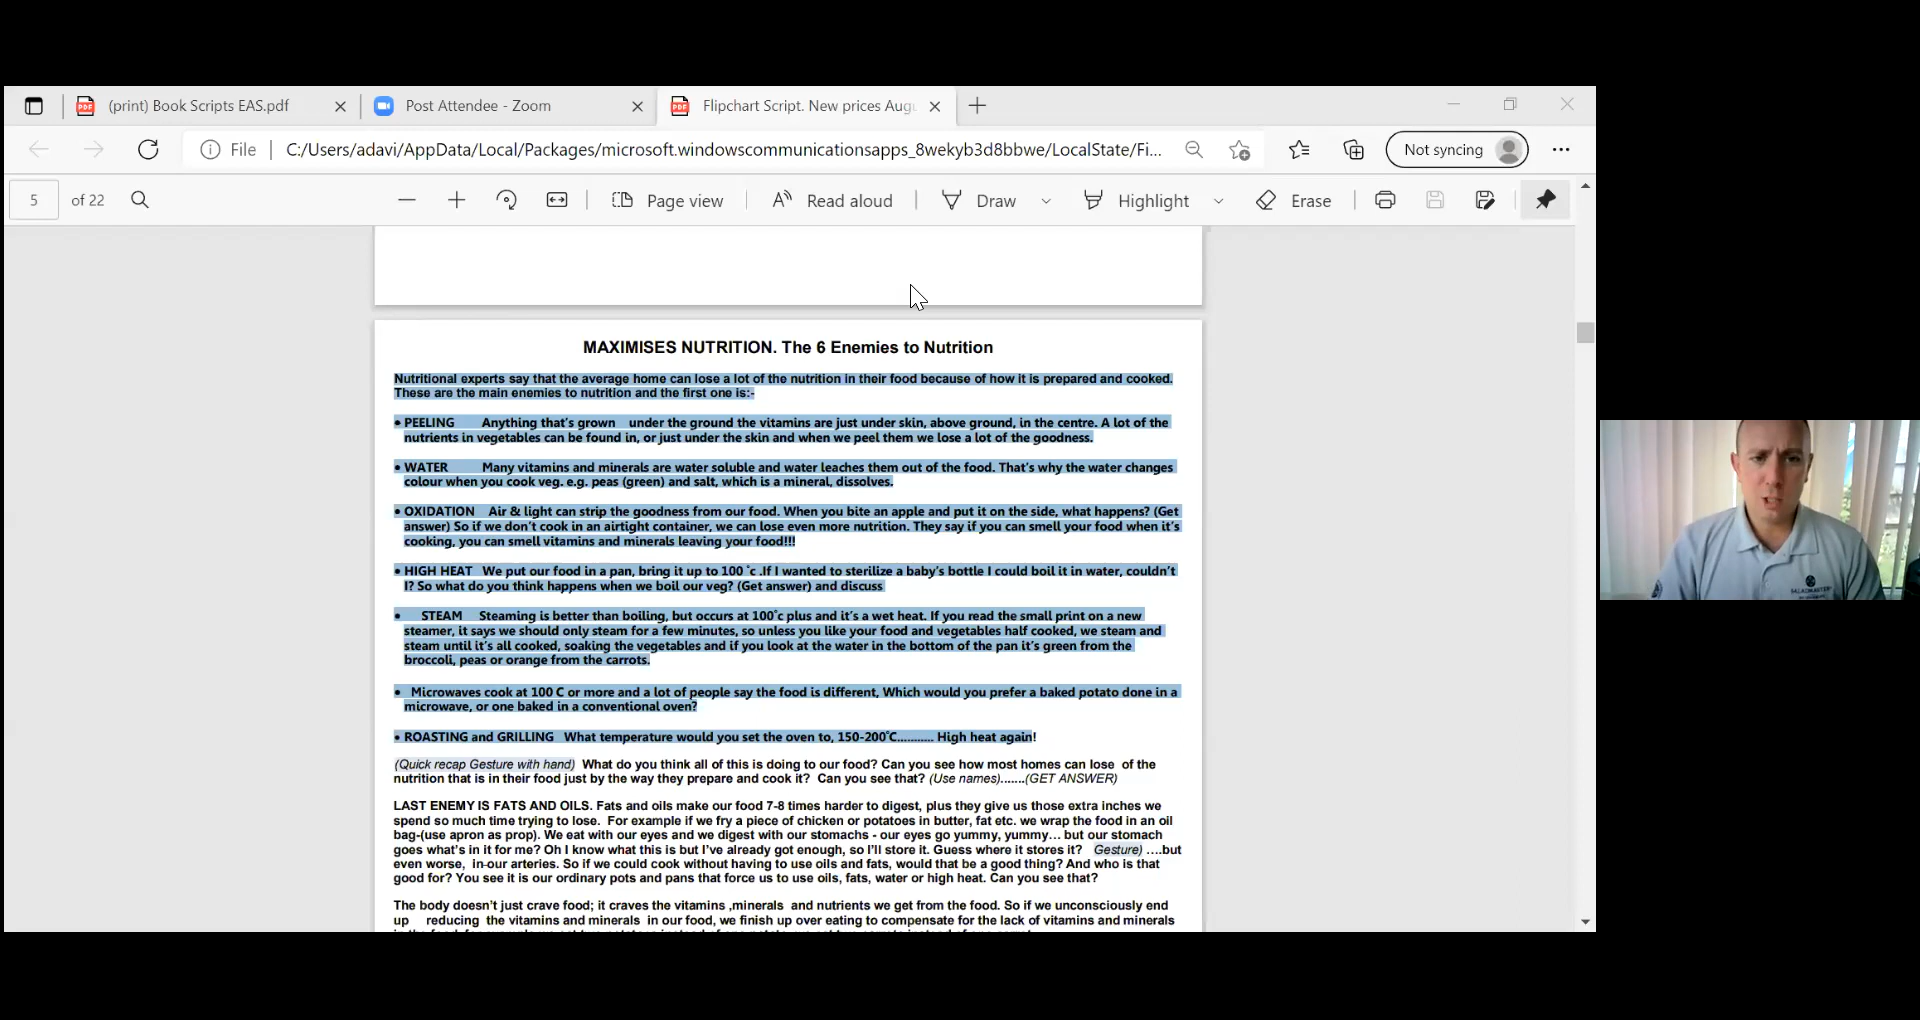 (print) Book Scripts EAS.pdf
Post Attendee - Zoom
Flipchart Script. New prices Aug
File
C:/Users/adavi/AppData/Local/Packages/microsoft.windowscommunicationsapps_8wekyb3d8bbwe/LocalState/Fi...
Not syncing
5 of 22
Page view
Read aloud
Draw
Highlight
Erase
MAXIMISES NUTRITION. The 6 Enemies to Nutrition
Nutritional experts say that the average home can lose a lot of the nutrition in their food because of how it is prepared and cooked.
These are the main enemies to nutrition and the first one is:-
• PEELING Anything that's grown under the ground the vitamins are just under skin, above ground, in the centre. A lot of the
nutrients in vegetables can be found in, or just under the skin and when we peel them we lose a lot of the goodness.
• WATER Many vitamins and minerals are water soluble and water leaches them out of the food. That's why the water changes
colour when you cook veg. e.g. peas (green) and salt, which is a mineral, dissolves.
• OXIDATION Air & light can strip the goodness from our food. When you bite an apple and put it on the side, what happens? (Get
answer) So if we don't cook in an airtight container, we can lose even more nutrition. They say if you can smell your food when it's
cooking, you can smell vitamins and minerals leaving your food!!!
• HIGH HEAT We put our food in a pan, bring it up to 100 °c .If I wanted to sterilize a baby's bottle I could boil it in water, couldn't
I? So what do you think happens when we boil our veg? (Get answer) and discuss
• STEAM Steaming is better than boiling, but occurs at 100°c plus and it's a wet heat. If you read the small print on a new
steamer, it says we should only steam for a few minutes, so unless you like your food and vegetables half cooked, we steam and
steam until it's all cooked, soaking the vegetables and if you look at the water in the bottom of the pan it's green from the
broccoli, peas or orange from the carrots.
• Microwaves cook at 100 C or more and a lot of people say the food is different, Which would you prefer a baked potato done in a
microwave, or one baked in a conventional oven?
• ROASTING and GRILLING What temperature would you set the oven to, 150-200°C........... High heat again!
(Quick recap Gesture with hand) What do you think all of this is doing to our food? Can you see how most homes can lose of the
nutrition that is in their food just by the way they prepare and cook it? Can you see that? (Use names).......(GET ANSWER)
LAST ENEMY IS FATS AND OILS. Fats and oils make our food 7-8 times harder to digest, plus they give us those extra inches we
spend so much time trying to lose. For example if we fry a piece of chicken or potatoes in butter, fat etc. we wrap the food in an oil
bag-(use apron as prop). We eat with our eyes and we digest with our stomachs - our eyes go yummy, yummy... but our stomach
goes what's in it for me? Oh I know what this is but I've already got enough, so I'll store it. Guess where it stores it? Gesture) ....but
even worse, in-our arteries. So if we could cook without having to use oils and fats, would that be a good thing? And who is that
good for? You see it is our ordinary pots and pans that force us to use oils, fats, water or high heat. Can you see that?
The body doesn't just crave food; it craves the vitamins ,minerals and nutrients we get from the food. So if we unconsciously end
up reducing the vitamins and minerals in our food, we finish up over eating to compensate for the lack of vitamins and minerals
SALADMASTER